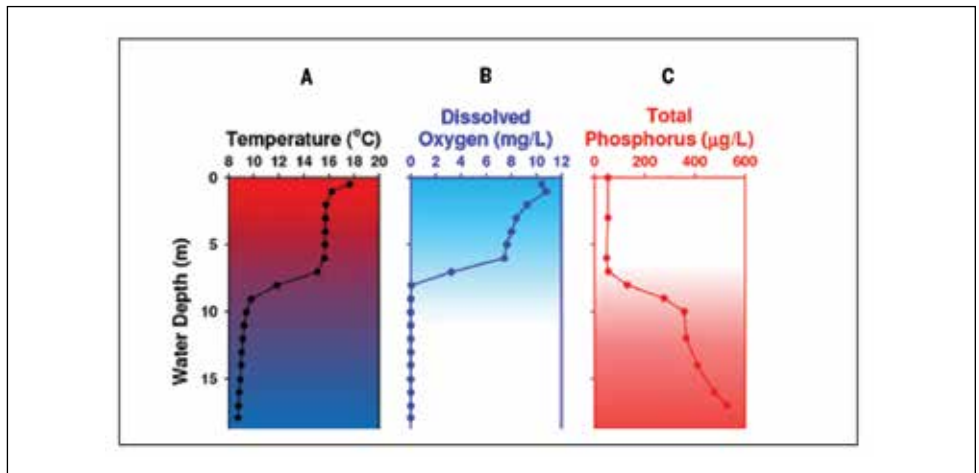 A
B
C
Temperature (°C)
Dissolved
Oxygen (mg/L)
Total
Phosphorus (µg/L)
8 10 12 14 16 18 20
0 2 4 6 8 10 12
0 200 400 600
0
5
10
15
Water Depth (m)